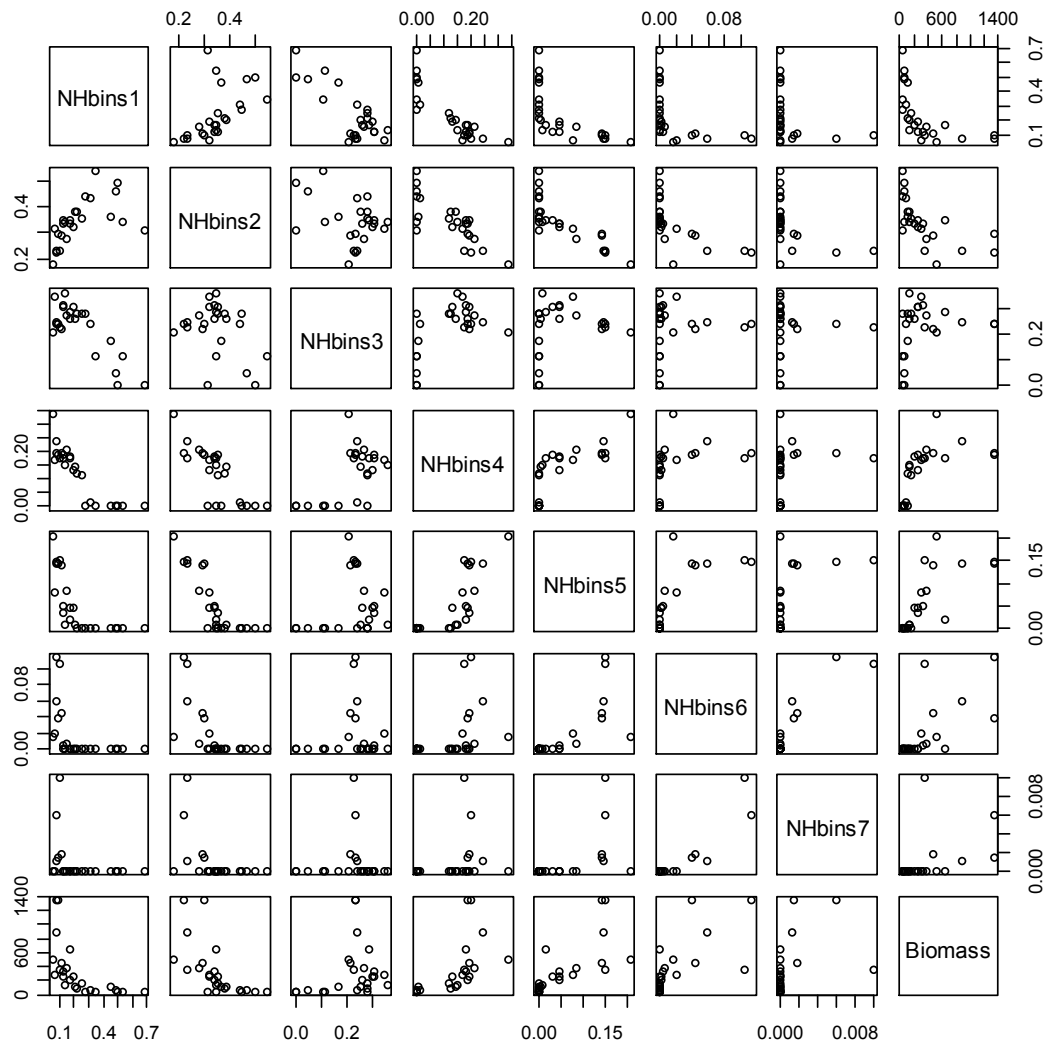 0.2 0.4 0.00 0.20 0.00 0.08 0 600 1400
NHbins1 0.1 0.4 0.7
0.2 0.4 NHbins2
NHbins3 0.0 0.2
0.00 0.20 NHbins4
NHbins5 0.00 0.15
0.00 0.08 NHbins6
NHbins7 0.000 0.008
0 600 1400 Biomass
0.1 0.4 0.7 0.0 0.2 0.00 0.15 0.000 0.008